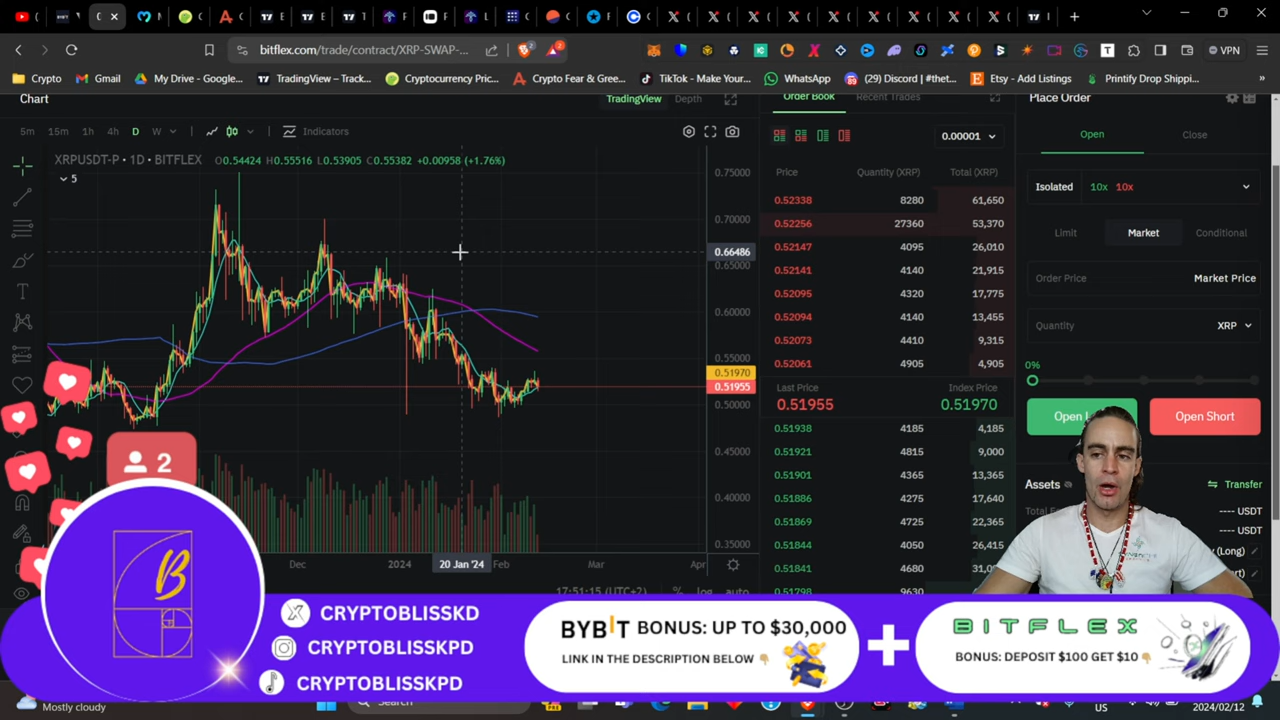 bitflex.com/trade/contract/XRP-SWAP-...
VPN
Crypto
Gmail
My Drive - Google...
TradingView – Track...
Cryptocurrency Pric...
Crypto Fear & Gree...
TikTok - Make Your...
WhatsApp
(29) Discord | #thet...
Etsy - Add Listings
Printify Drop Shippi...
Chart
TradingView
Depth
5m 15m 1h 4h D W
Indicators
XRPUSDT-P • 1D • BITFLEX O0.54424 H0.55516 L0.53905 C0.55382 +0.00958 (+1.76%)
5
0.75000
0.70000
0.66486
0.65000
0.60000
0.55000
0.51970
0.51955
0.50000
0.45000
0.40000
0.35000
Dec 2024 20 Jan '24 Feb Mar Apr
17:51:15 (UTC+2) % log auto
Order Book
Recent Trades
0.00001
Price Quantity (XRP) Total (XRP)
0.52338 8280 61,650
0.52256 27360 53,370
0.52147 4095 26,010
0.52141 4140 21,915
0.52095 4320 17,775
0.52094 4140 13,455
0.52073 4410 9,315
0.52061 4905 4,905
Last Price Index Price
0.51955 0.51970
0.51938 4185 4,185
0.51921 4815 9,000
0.51901 4365 13,365
0.51886 4275 17,640
0.51869 4725 22,365
0.51844 4050 26,415
0.51841 4680
0.51798 9630
Place Order
Open Close
Isolated 10x 10x
Limit Market Conditional
Order Price Market Price
Quantity XRP
0%
Open
Open Short
Assets Transfer
---- USDT
---- USDT
(Long)
2
B
CRYPTOBLISSKD
CRYPTOBLISSKPD
CRYPTOBLISSKPD
BYBIT BONUS: UP TO $30,000
LINK IN THE DESCRIPTION BELOW
+
BITFLEX
BONUS: DEPOSIT $100 GET $10
Mostly cloudy
Search
US
2024/02/12